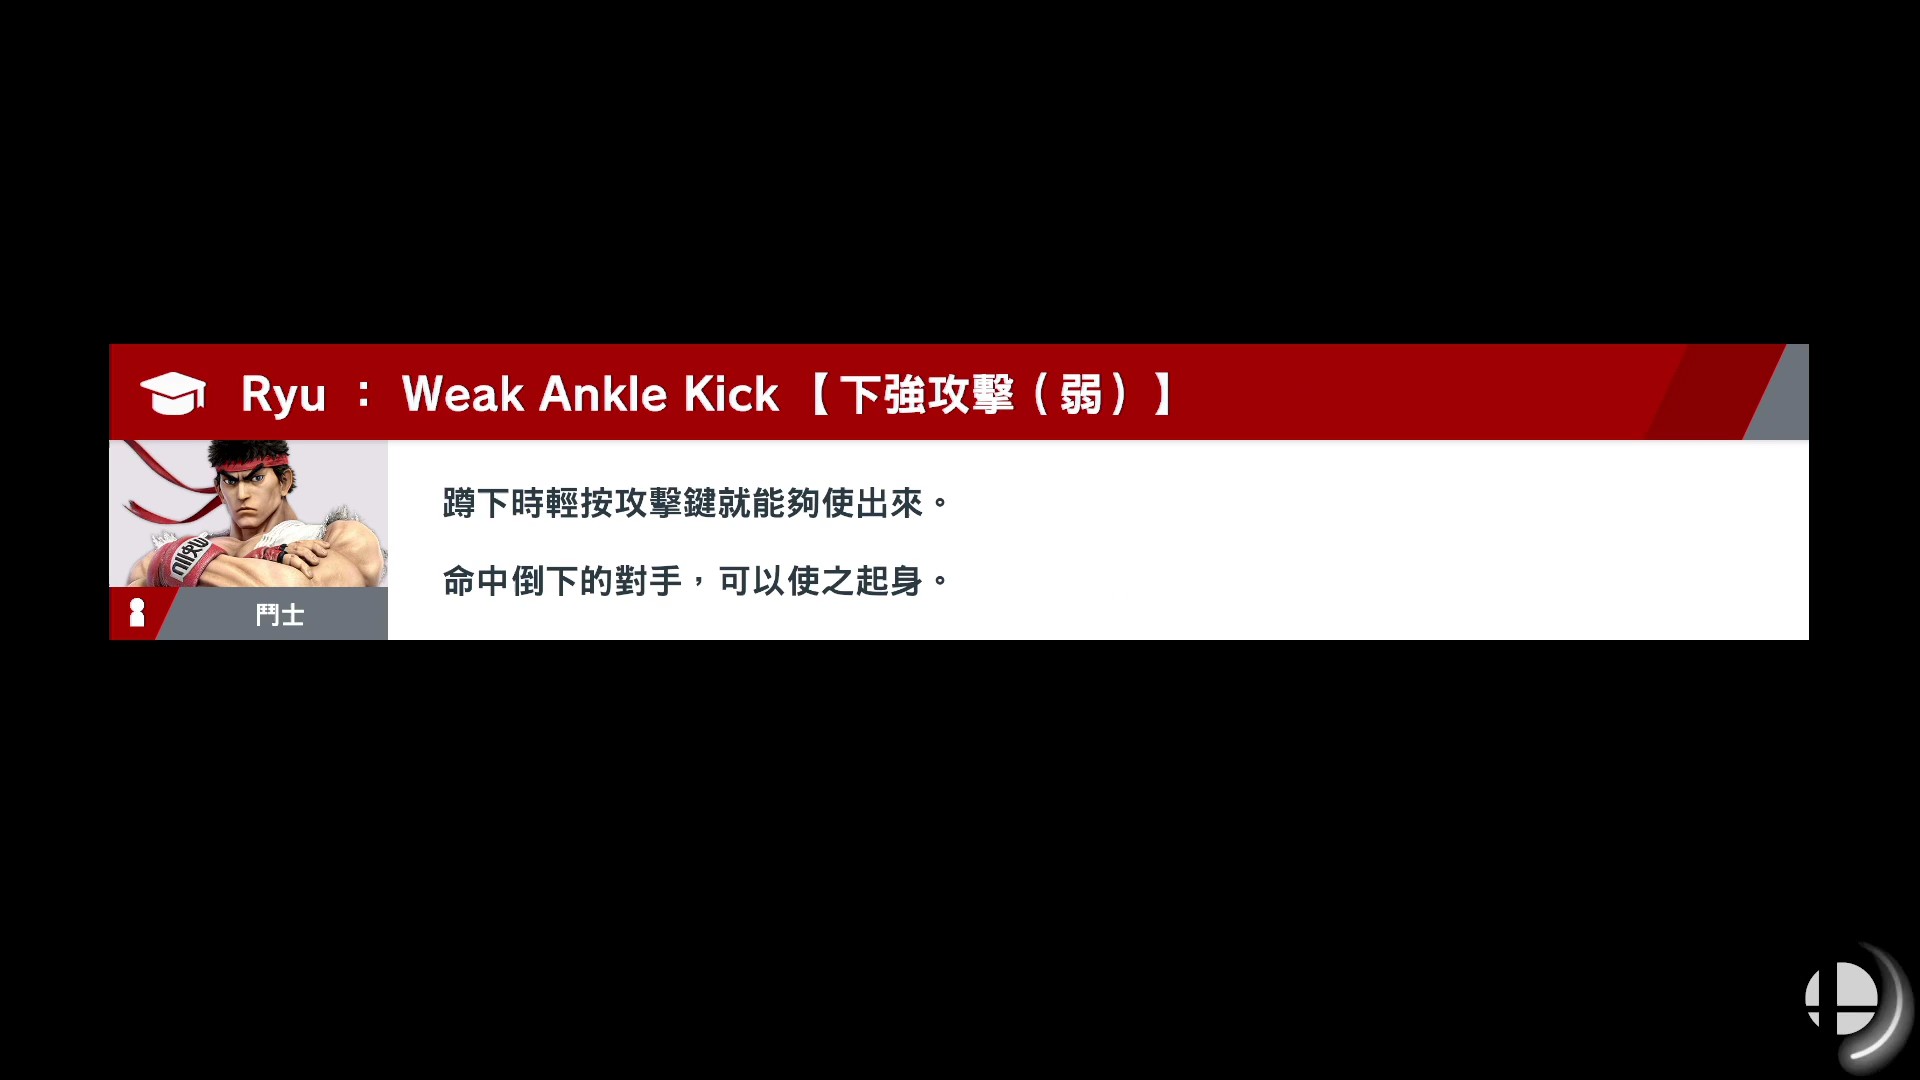 Ryu ： Weak Ankle Kick 【下強攻擊（弱）】
蹲下時輕按攻擊鍵就能夠使出來。
命中倒下的對手，可以使之起身。
鬥士